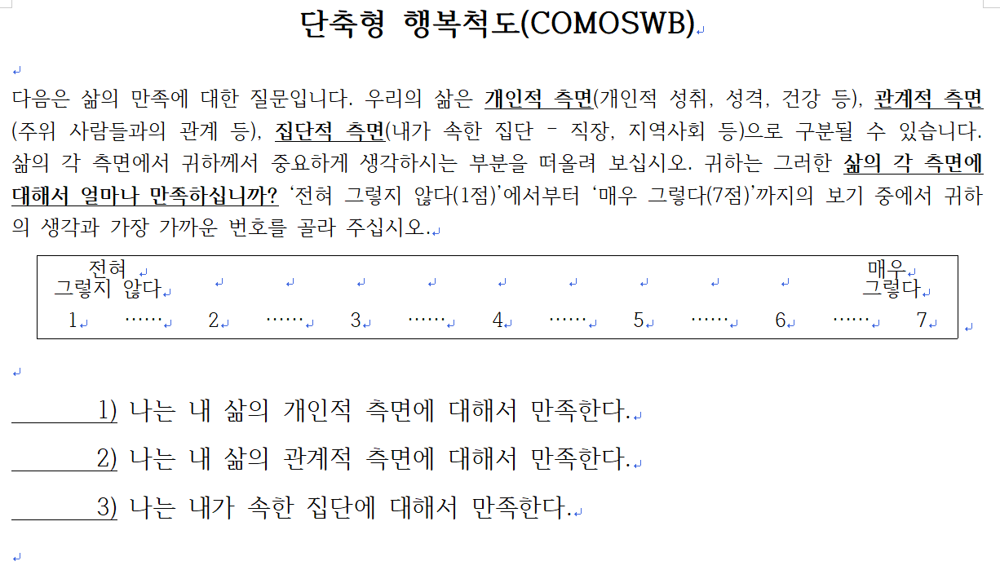 단축형 행복척도(COMOSWB)
다음은 삶의 만족에 대한 질문입니다. 우리의 삶은 개인적 측면(개인적 성취, 성격, 건강 등), 관계적 측면
(주위 사람들과의 관계 등), 집단적 측면(내가 속한 집단 - 직장, 지역사회 등)으로 구분될 수 있습니다.
삶의 각 측면에서 귀하께서 중요하게 생각하시는 부분을 떠올려 보십시오. 귀하는 그러한 삶의 각 측면에
대해서 얼마나 만족하십니까? ‘전혀 그렇지 않다(1점)’에서부터 ‘매우 그렇다(7점)’까지의 보기 중에서 귀하
의 생각과 가장 가까운 번호를 골라 주십시오.
전혀 매우
그렇지 않다 그렇다
1 …… 2 …… 3 …… 4 …… 5 …… 6 …… 7
1) 나는 내 삶의 개인적 측면에 대해서 만족한다.
2) 나는 내 삶의 관계적 측면에 대해서 만족한다.
3) 나는 내가 속한 집단에 대해서 만족한다.